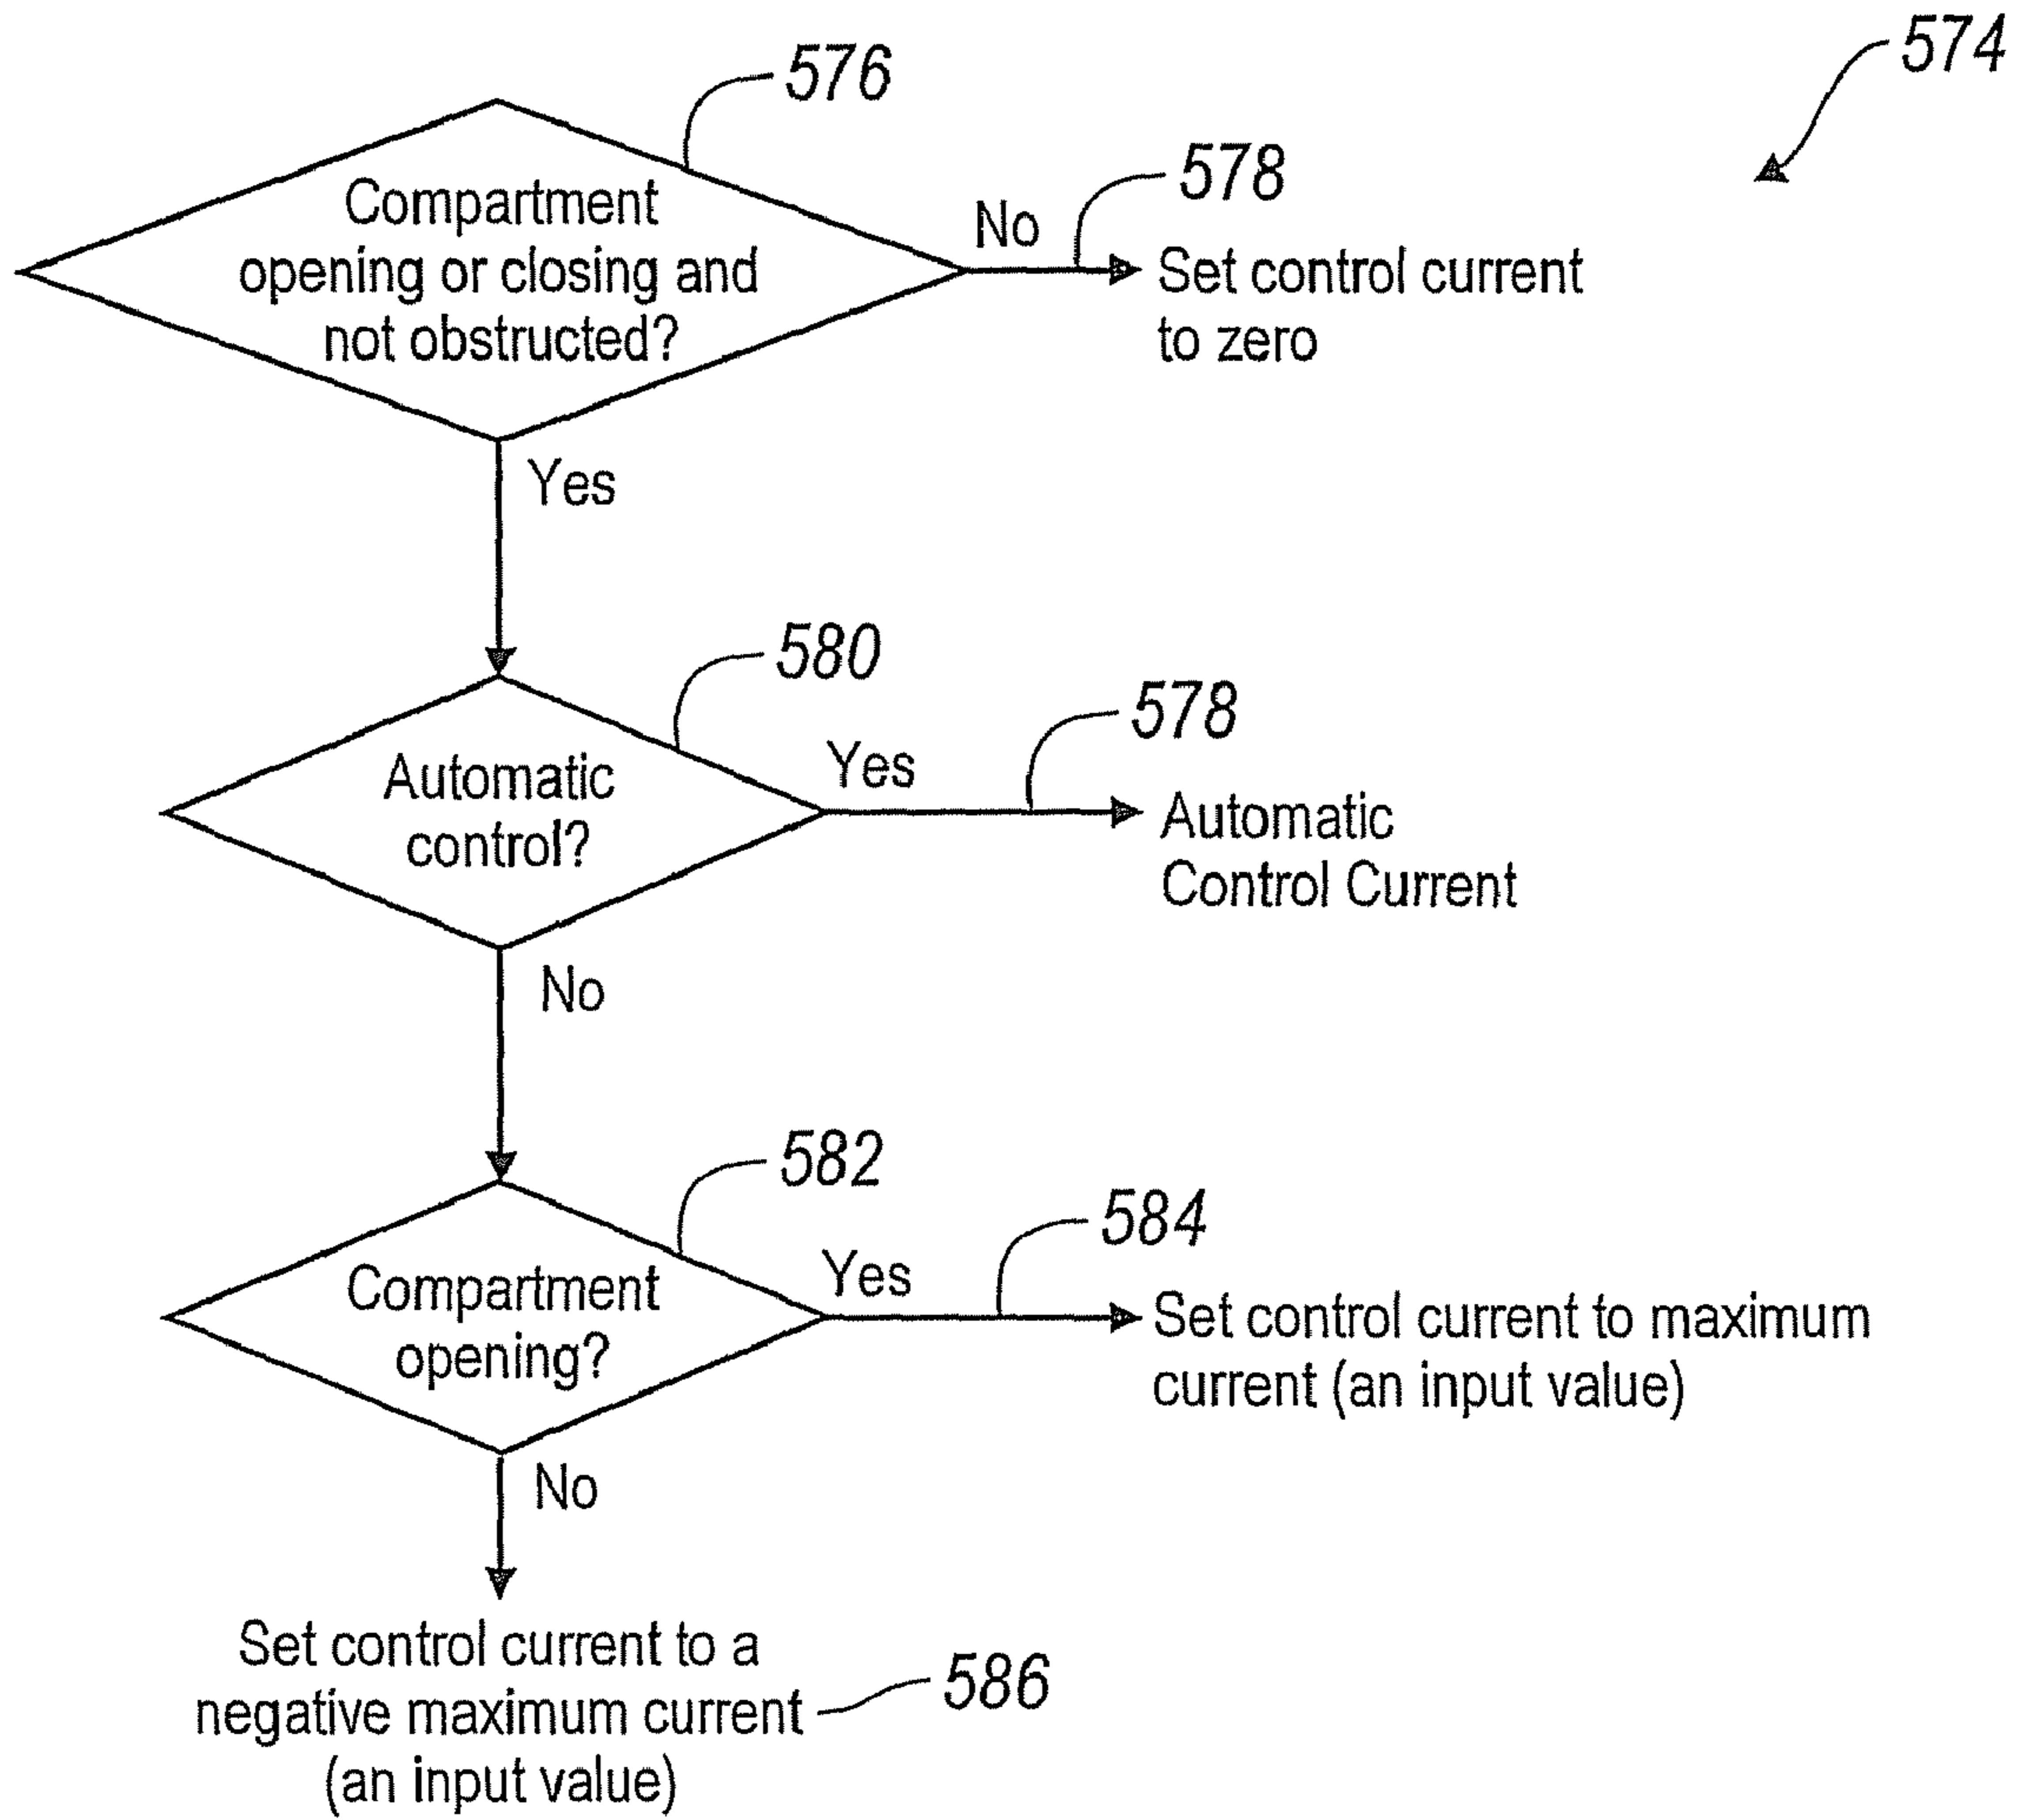 574
576
578
Compartment
opening or closing and
not obstructed?
No
Set control current
to zero
Yes
580
578
Automatic
control?
Yes
Automatic
Control Current
No
582
584
Compartment
opening?
Yes
Set control current to maximum
current (an input value)
No
Set control current to a
negative maximum current
(an input value)
586